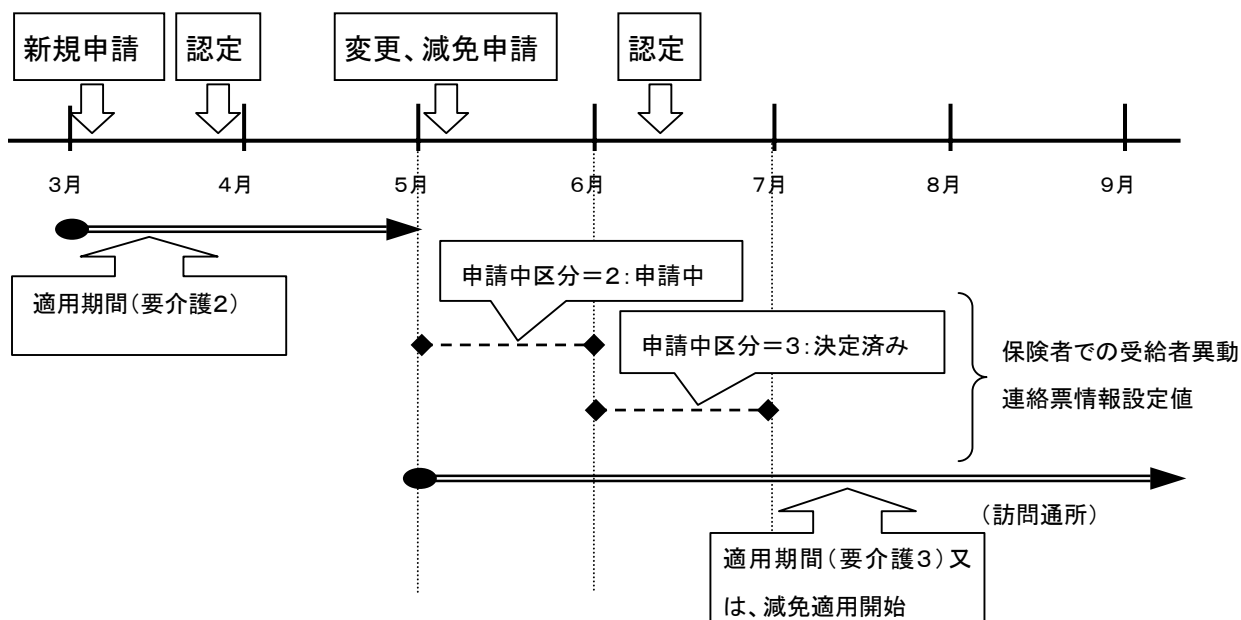 新規申請
認定
変更、減免申請
認定
3月
4月
5月
6月
7月
8月
9月
適用期間(要介護2)
申請中区分=2:申請中
申請中区分=3:決定済み
保険者での受給者異動
連絡票情報設定値
(訪問通所)
適用期間(要介護3)又
は、減免適用開始